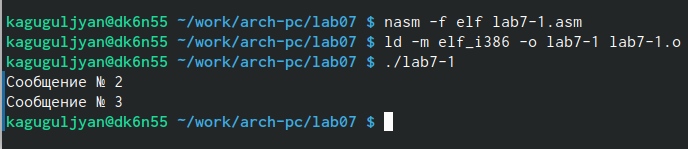 kaguguljyan@dk6n55 ~/work/arch-pc/lab07 $ nasm -f elf lab7-1.asm
kaguguljyan@dk6n55 ~/work/arch-pc/lab07 $ ld -m elf_i386 -o lab7-1 lab7-1.o
kaguguljyan@dk6n55 ~/work/arch-pc/lab07 $ ./lab7-1
Сообщение № 2
Сообщение № 3
kaguguljyan@dk6n55 ~/work/arch-pc/lab07 $